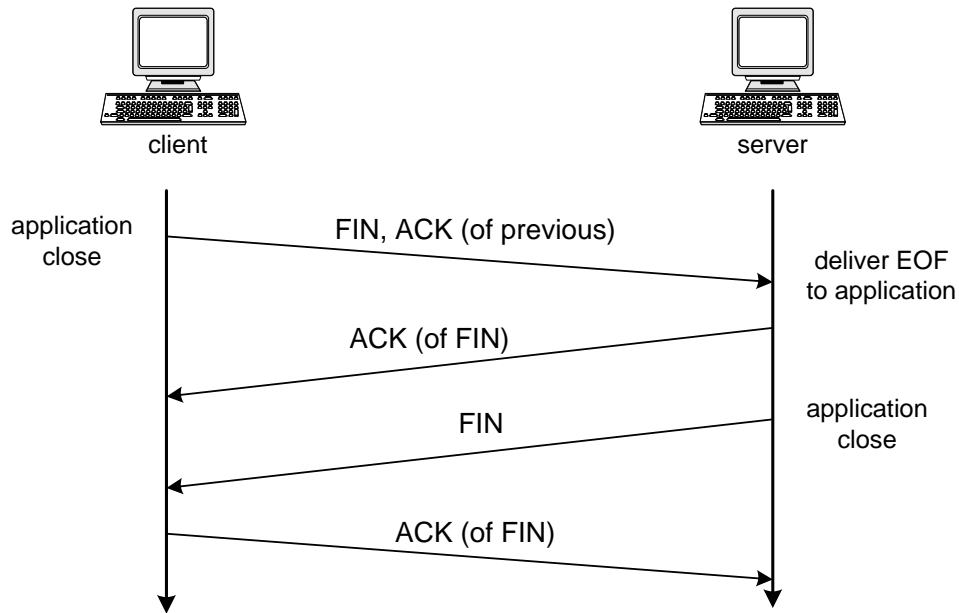 client
server
application
close
FIN, ACK (of previous)
deliver EOF
to application
ACK (of FIN)
FIN
application
close
ACK (of FIN)